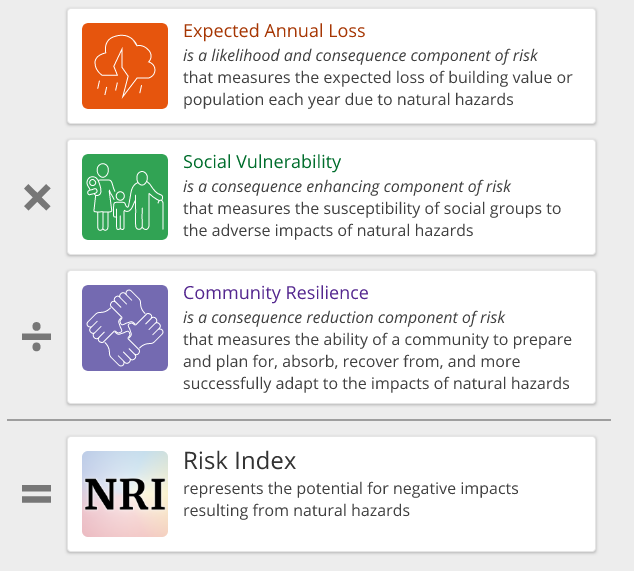 Expected Annual Loss
is a likelihood and consequence component of risk
that measures the expected loss of building value or
population each year due to natural hazards
×
Social Vulnerability
is a consequence enhancing component of risk
that measures the susceptibility of social groups to
the adverse impacts of natural hazards
÷
Community Resilience
is a consequence reduction component of risk
that measures the ability of a community to prepare
and plan for, absorb, recover from, and more
successfully adapt to the impacts of natural hazards
=
NRI
Risk Index
represents the potential for negative impacts
resulting from natural hazards